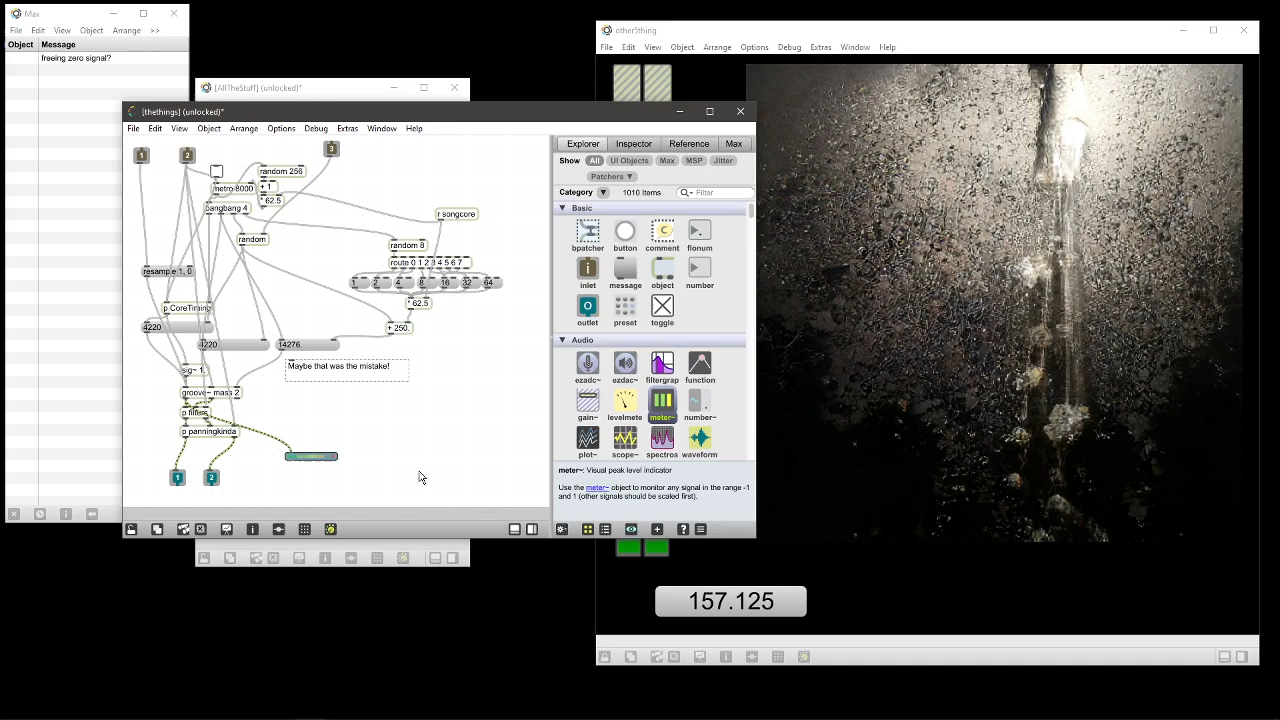 Max
File Edit View Object Arrange >>
Object Message
freeing zero signal?
[AllTheStuff] (unlocked)*
[thethings] (unlocked)*
File Edit View Object Arrange Options Debug Extras Window Help
1 2 3
random 256
metro 8000 + 1
* 62.5
bangbang 4
r songcore
random
random 8
route 0 1 2 3 4 5 6 7
resample 1, 0
1 2 4 8 16 32 64
* 62.5
p CoreTiming
4220
+ 250.
4220 14276.
Maybe that was the mistake!
sig~ 1.
groove~ mass 2
p filters
p panningkinda
1 2
Explorer Inspector Reference Max
Show All UI Objects Max MSP Jitter
Patchers ▼
Category ▼ 1010 Items Filter
Basic
bpatcher button comment flonum
inlet message object number
outlet preset toggle
Audio
ezadc~ ezdac~ filtergrap function
gain~ levelmete meter~ number~
plot~ scope~ spectros waveform
meter~: Visual peak level indicator
Use the meter~ object to monitor any signal in the range -1
and 1 (other signals should be scaled first).
other5thing
File Edit View Object Arrange Options Debug Extras Window Help
157.125